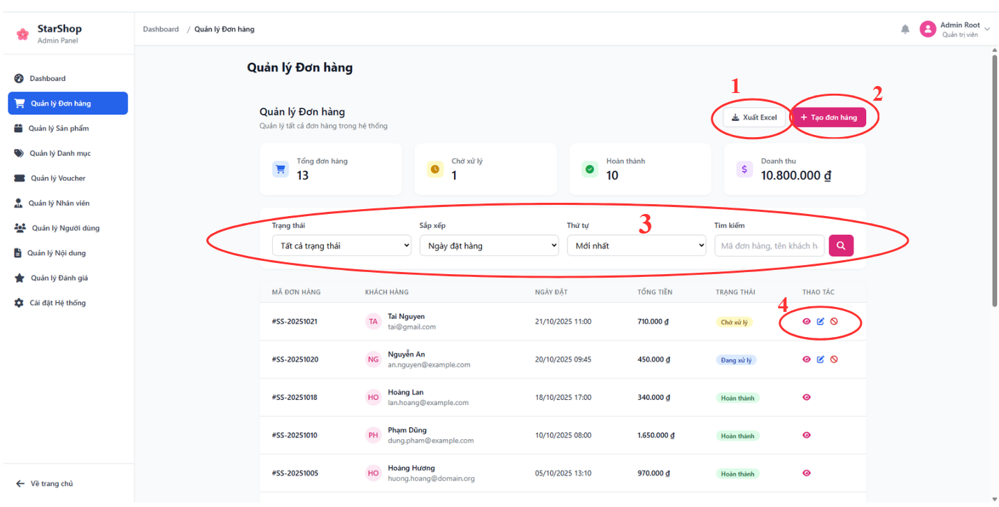 StarShop
Admin Panel
Dashboard / Quản lý Đơn hàng
Admin Root
Quản trị viên
Dashboard
Quản lý Đơn hàng
Quản lý Sản phẩm
Quản lý Danh mục
Quản lý Voucher
Quản lý Nhân viên
Quản lý Người dùng
Quản lý Nội dung
Quản lý Đánh giá
Cài đặt Hệ thống
Về trang chủ
Quản lý Đơn hàng
Quản lý Đơn hàng
Quản lý tất cả đơn hàng trong hệ thống
1
Xuất Excel
2
+ Tạo đơn hàng
Tổng đơn hàng
13
Chờ xử lý
1
Hoàn thành
10
$
Doanh thu
10.800.000 ₫
3
Trạng thái
Tất cả trạng thái
Sắp xếp
Ngày đặt hàng
Thứ tự
Mới nhất
Tìm kiếm
Mã đơn hàng, tên khách h
MÃ ĐƠN HÀNG KHÁCH HÀNG NGÀY ĐẶT TỔNG TIỀN TRẠNG THÁI THAO TÁC
4
#SS-20251021 TA Tai Nguyen 21/10/2025 11:00 710.000 ₫ Chờ xử lý
tai@gmail.com
#SS-20251020 NG Nguyễn An 20/10/2025 09:45 450.000 ₫ Đang xử lý
an.nguyen@example.com
#SS-20251018 HO Hoàng Lan 18/10/2025 17:00 340.000 ₫ Hoàn thành
lan.hoang@example.com
#SS-20251010 PH Phạm Dũng 10/10/2025 08:00 1.650.000 ₫ Hoàn thành
dung.pham@example.com
#SS-20251005 HO Hoàng Hương 05/10/2025 13:10 970.000 ₫ Hoàn thành
huong.hoang@domain.org